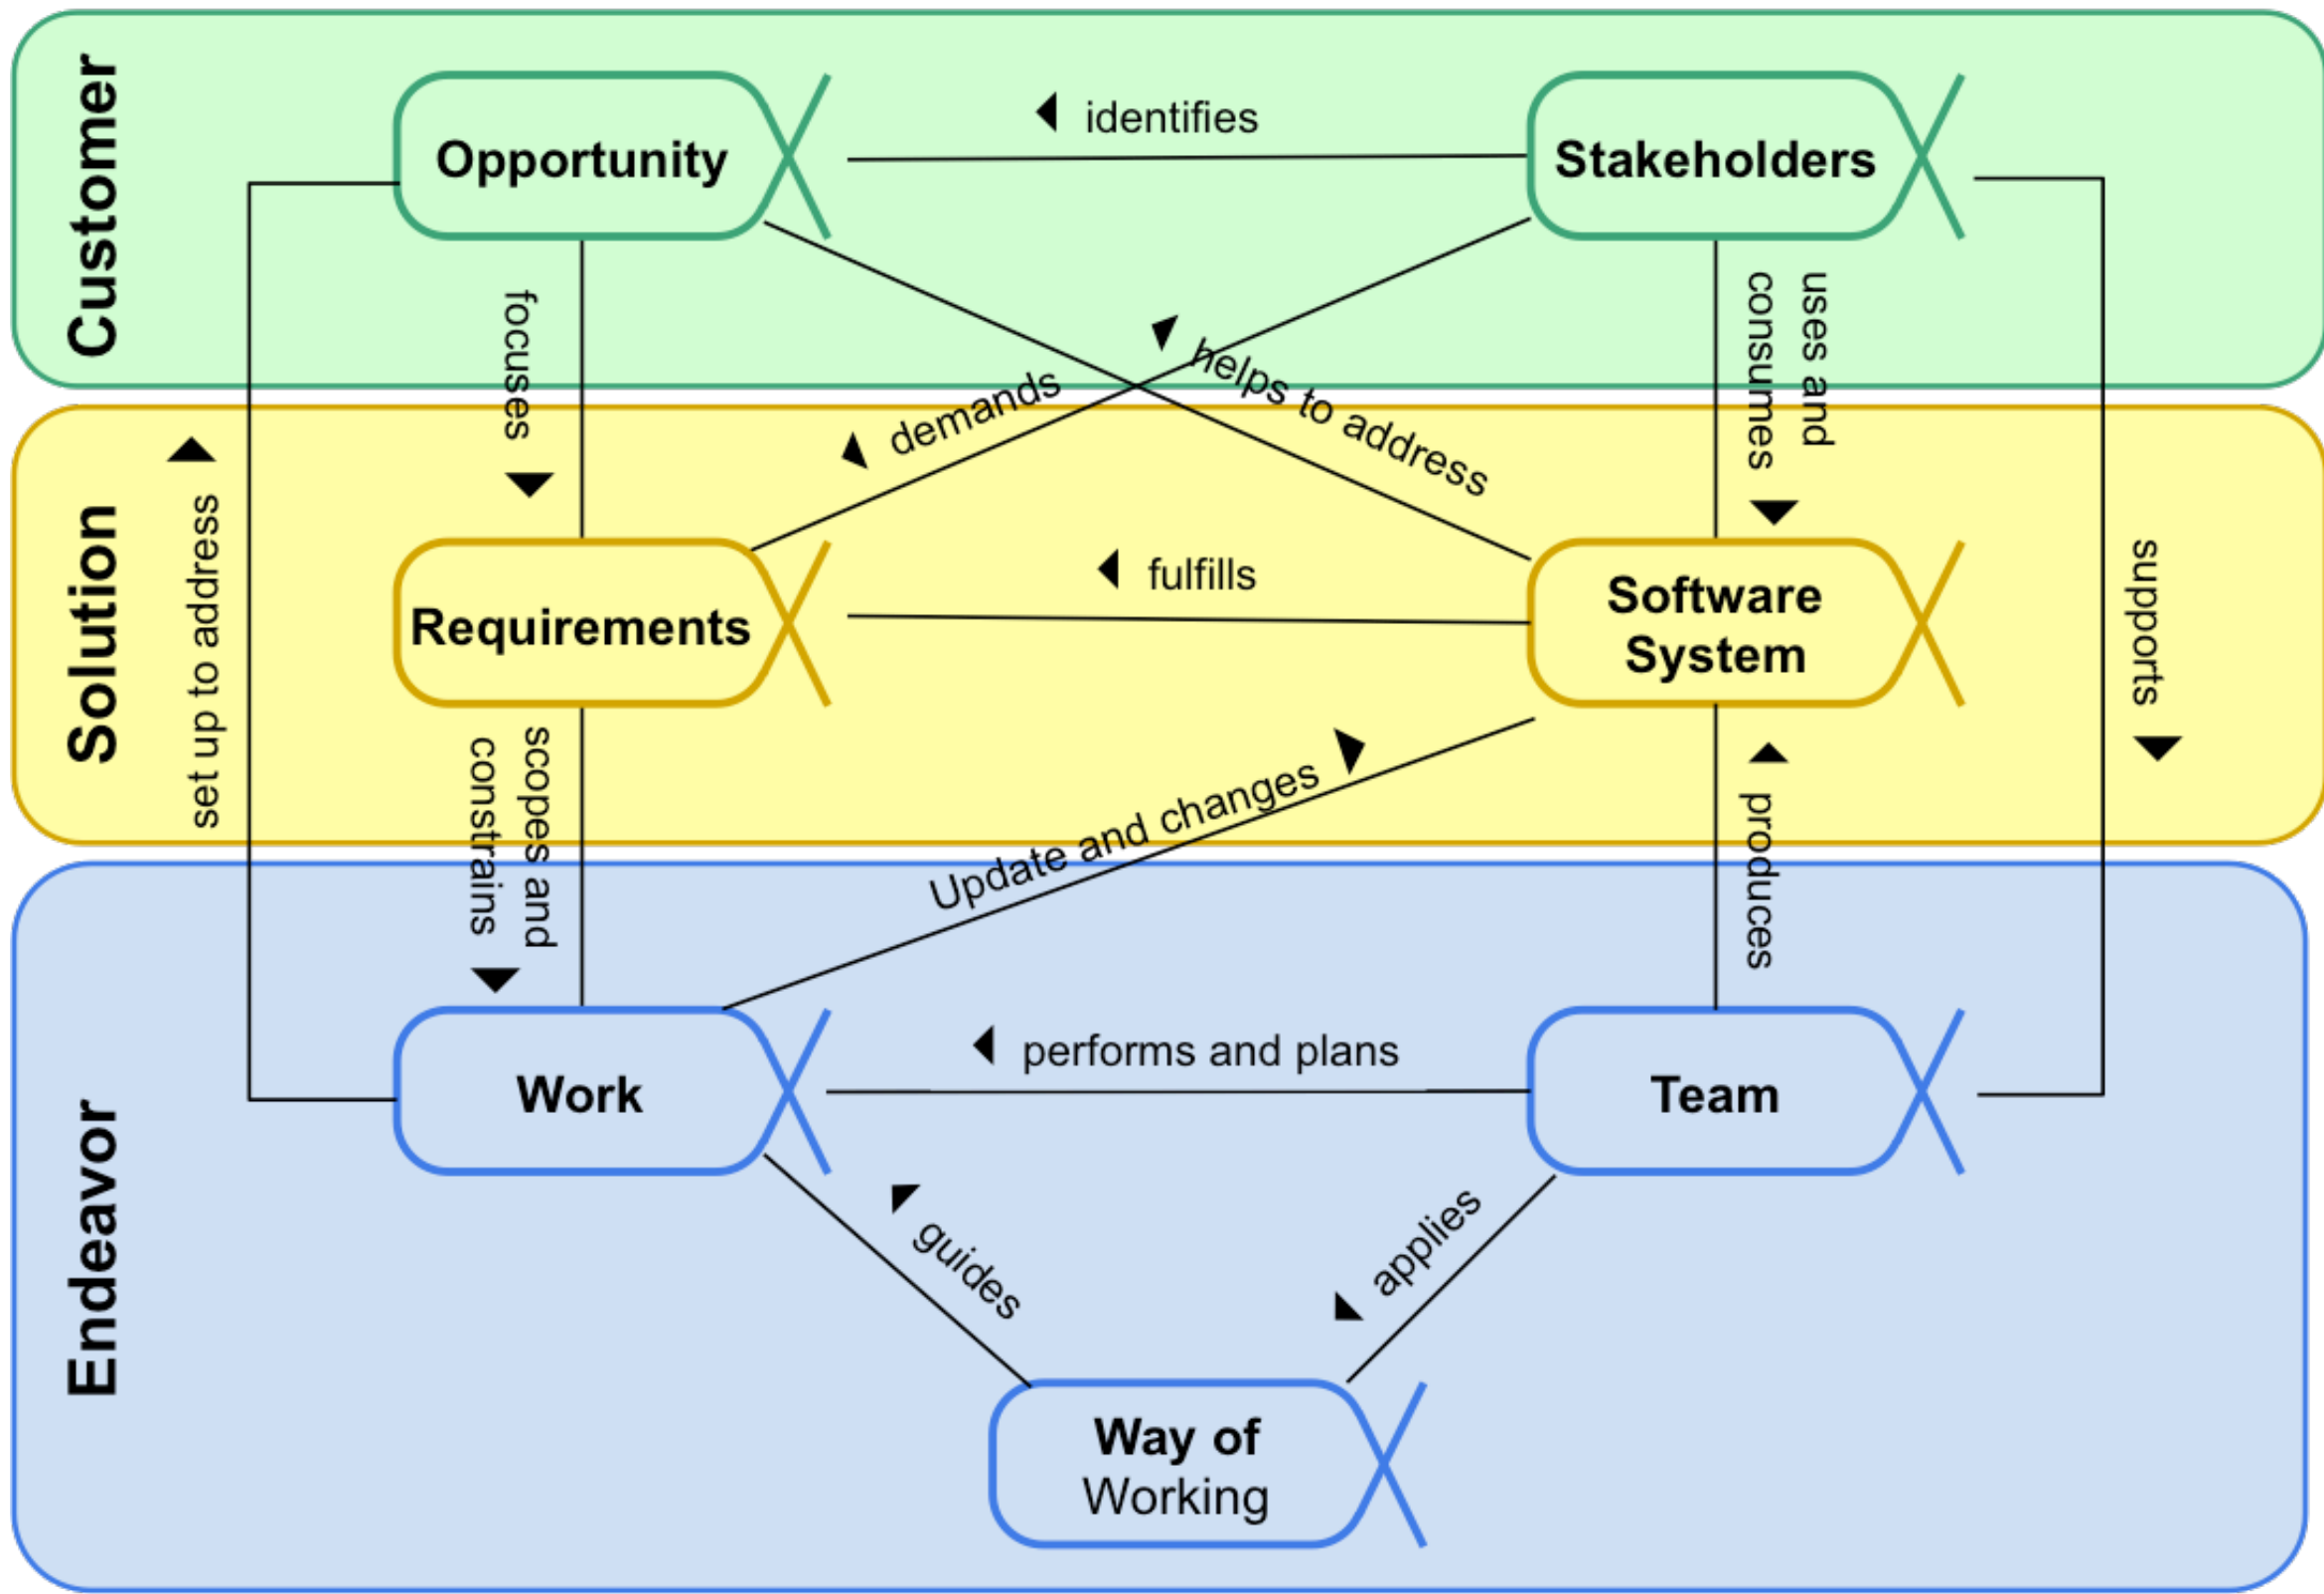 Customer
Opportunity
identifies
Stakeholders
focuses
uses and
consumes
helps to address
demands
Solution
set up to address
Requirements
fulfills
Software
System
supports
scopes and
constrains
Update and changes
produces
Endeavor
Work
performs and plans
Team
guides
applies
Way of
Working